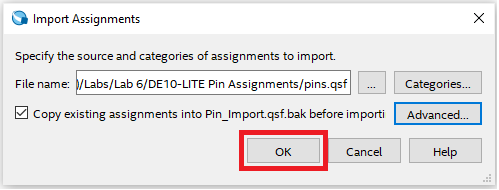 Import Assignments
Specify the source and categories of assignments to import.
File name: )/Labs/Lab 6/DE10-LITE Pin Assignments/pins.qsf ... Categories...
Copy existing assignments into Pin_Import.qsf.bak before importi Advanced...
OK Cancel Help